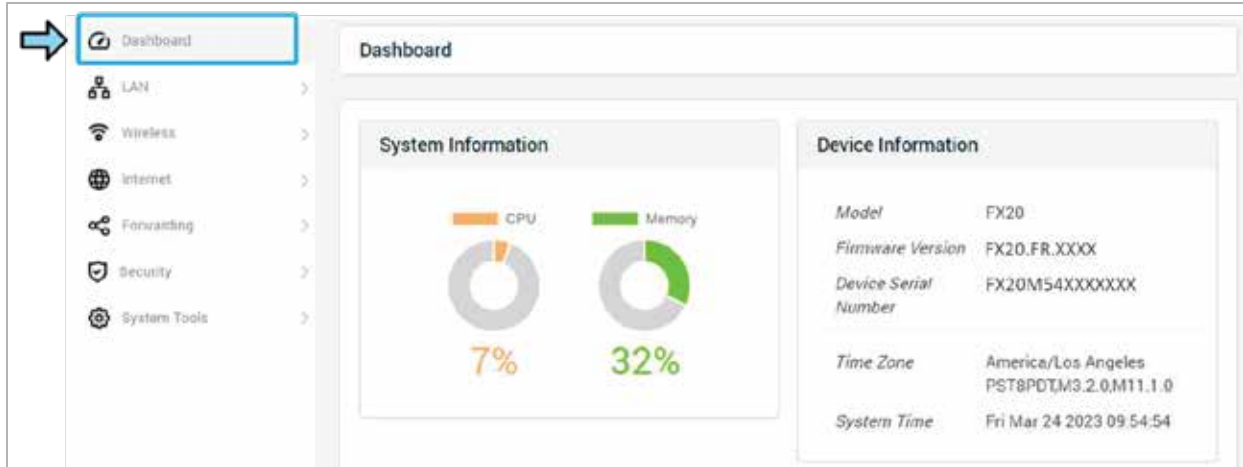 Dashboard
LAN
Wireless
Internet
Forwarding
Security
System Tools
Dashboard
System Information
CPU
Memory
7%
32%
Device Information
Model FX20
Firmware Version FX20.FR.XXXX
Device Serial FX20M54XXXXXXX
Number
Time Zone America/Los Angeles
PST8PDT,M3.2.0,M11.1.0
System Time Fri Mar 24 2023 09:54:54